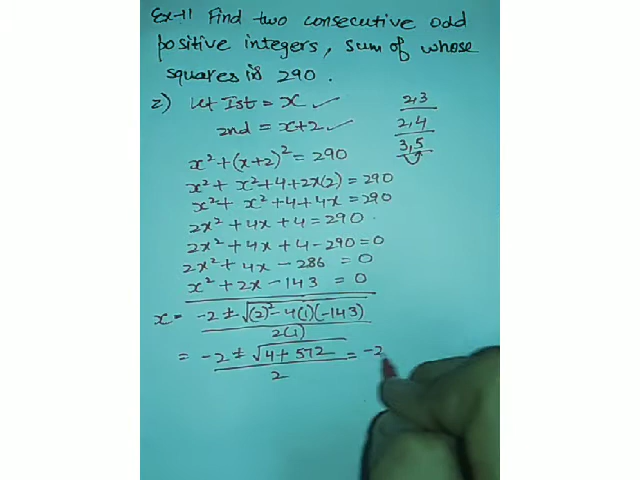 Ex-11 Find two consecutive odd
positive integers, sum of whose
squares is 290.
2) Let Ist = x ✓ 2,3
2nd = x+2 ✓ 2,4
3,5
x² + (x+2)² = 290
x² + x² + 4 + 2x(2) = 290
x² + x² + 4 + 4x = 290
2x² + 4x + 4 = 290
2x² + 4x + 4 - 290 = 0
2x² + 4x - 286 = 0
x² + 2x - 143 = 0
x = -2 ± √(2)² - 4(1)(-143)
2(1)
= -2 ± √4 + 572 = -2
2